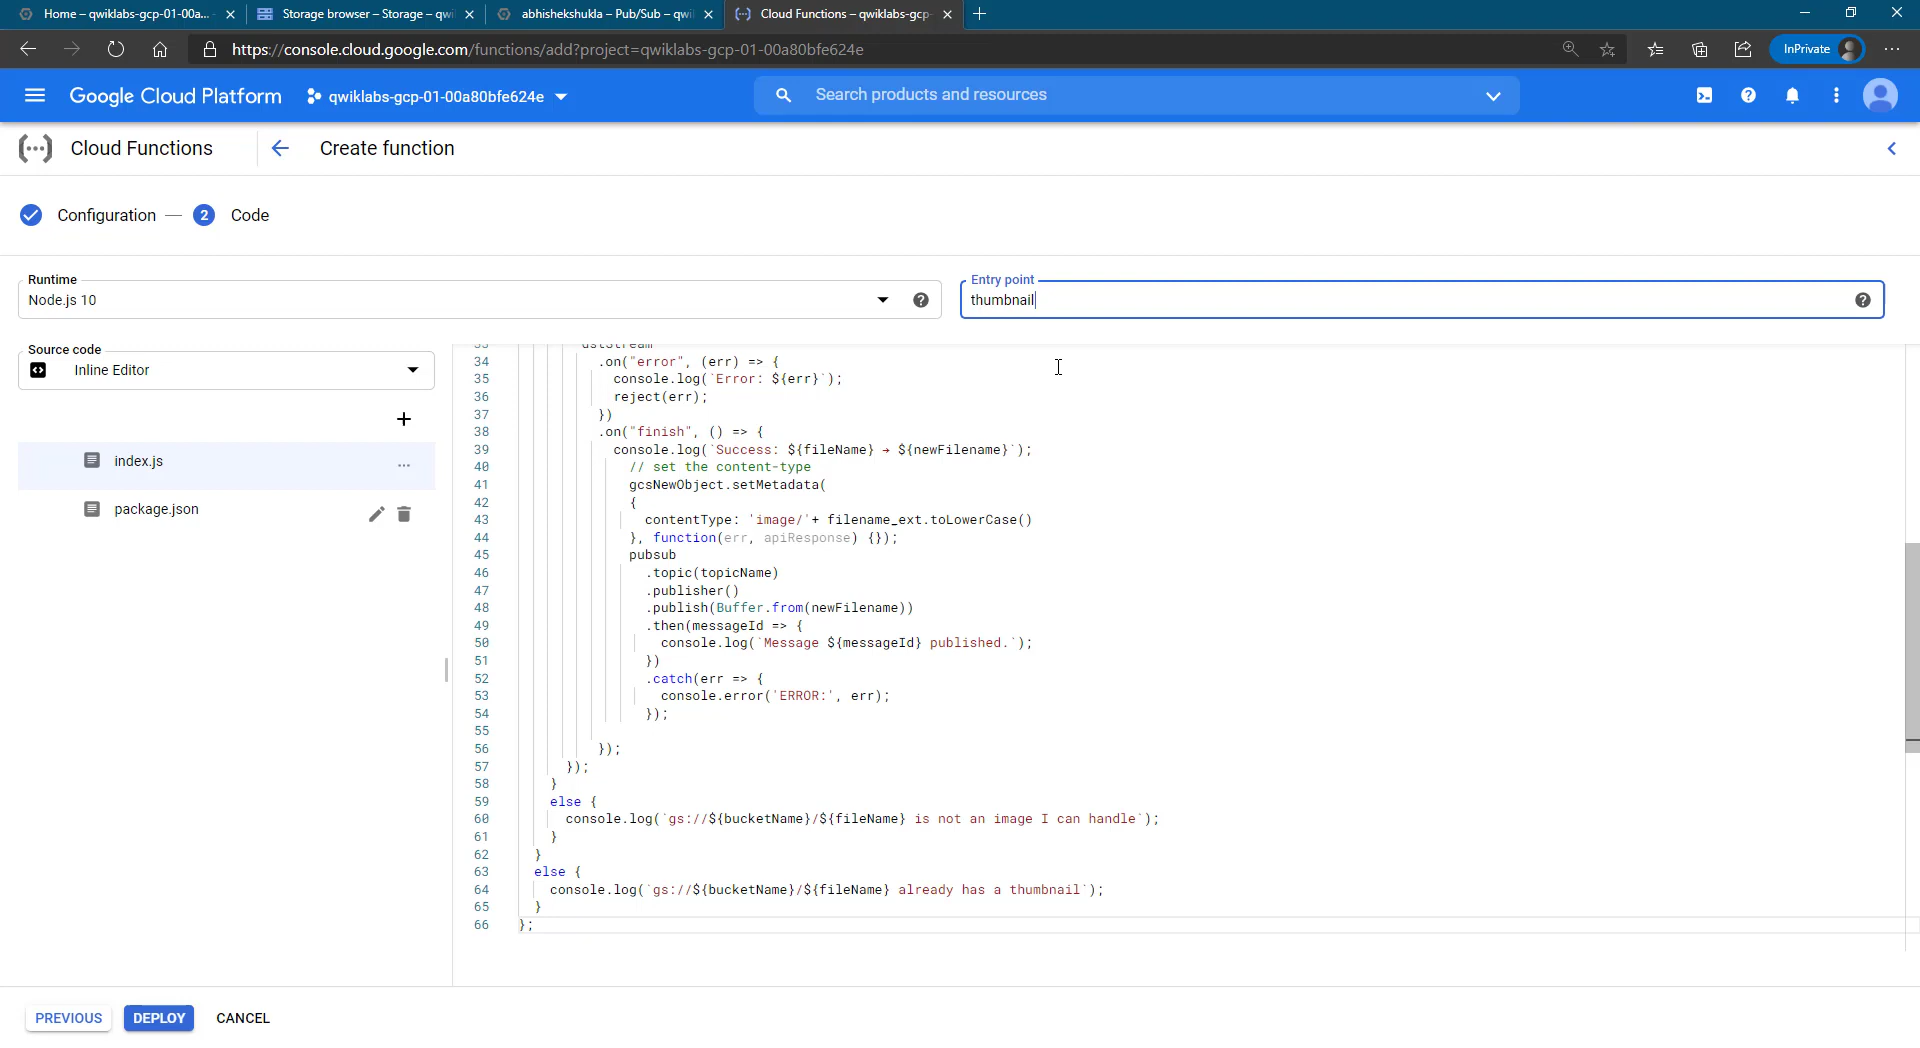 Home – qwiklabs-gcp-01-00a...
Storage browser – Storage – qwi
abhishekshukla – Pub/Sub – qwi
Cloud Functions – qwiklabs-gcp-
https://console.cloud.google.com/functions/add?project=qwiklabs-gcp-01-00a80bfe624e
InPrivate
Google Cloud Platform
qwiklabs-gcp-01-00a80bfe624e
Search products and resources
Cloud Functions
Create function
Configuration — 2 Code
Runtime
Node.js 10
Entry point
thumbnail
Source code
Inline Editor
index.js
package.json
33 dstStream
34 .on("error", (err) => {
35 console.log(`Error: ${err}`);
36 reject(err);
37 })
38 .on("finish", () => {
39 console.log(`Success: ${fileName} → ${newFilename}`);
40 // set the content-type
41 gcsNewObject.setMetadata(
42 {
43 contentType: 'image/'+ filename_ext.toLowerCase()
44 }, function(err, apiResponse) {});
45 pubsub
46 .topic(topicName)
47 .publisher()
48 .publish(Buffer.from(newFilename))
49 .then(messageId => {
50 console.log(`Message ${messageId} published.`);
51 })
52 .catch(err => {
53 console.error('ERROR:', err);
54 });
55
56 });
57 });
58 }
59 else {
60 console.log(`gs://${bucketName}/${fileName} is not an image I can handle`);
61 }
62 }
63 else {
64 console.log(`gs://${bucketName}/${fileName} already has a thumbnail`);
65 }
66 };
PREVIOUS
DEPLOY
CANCEL